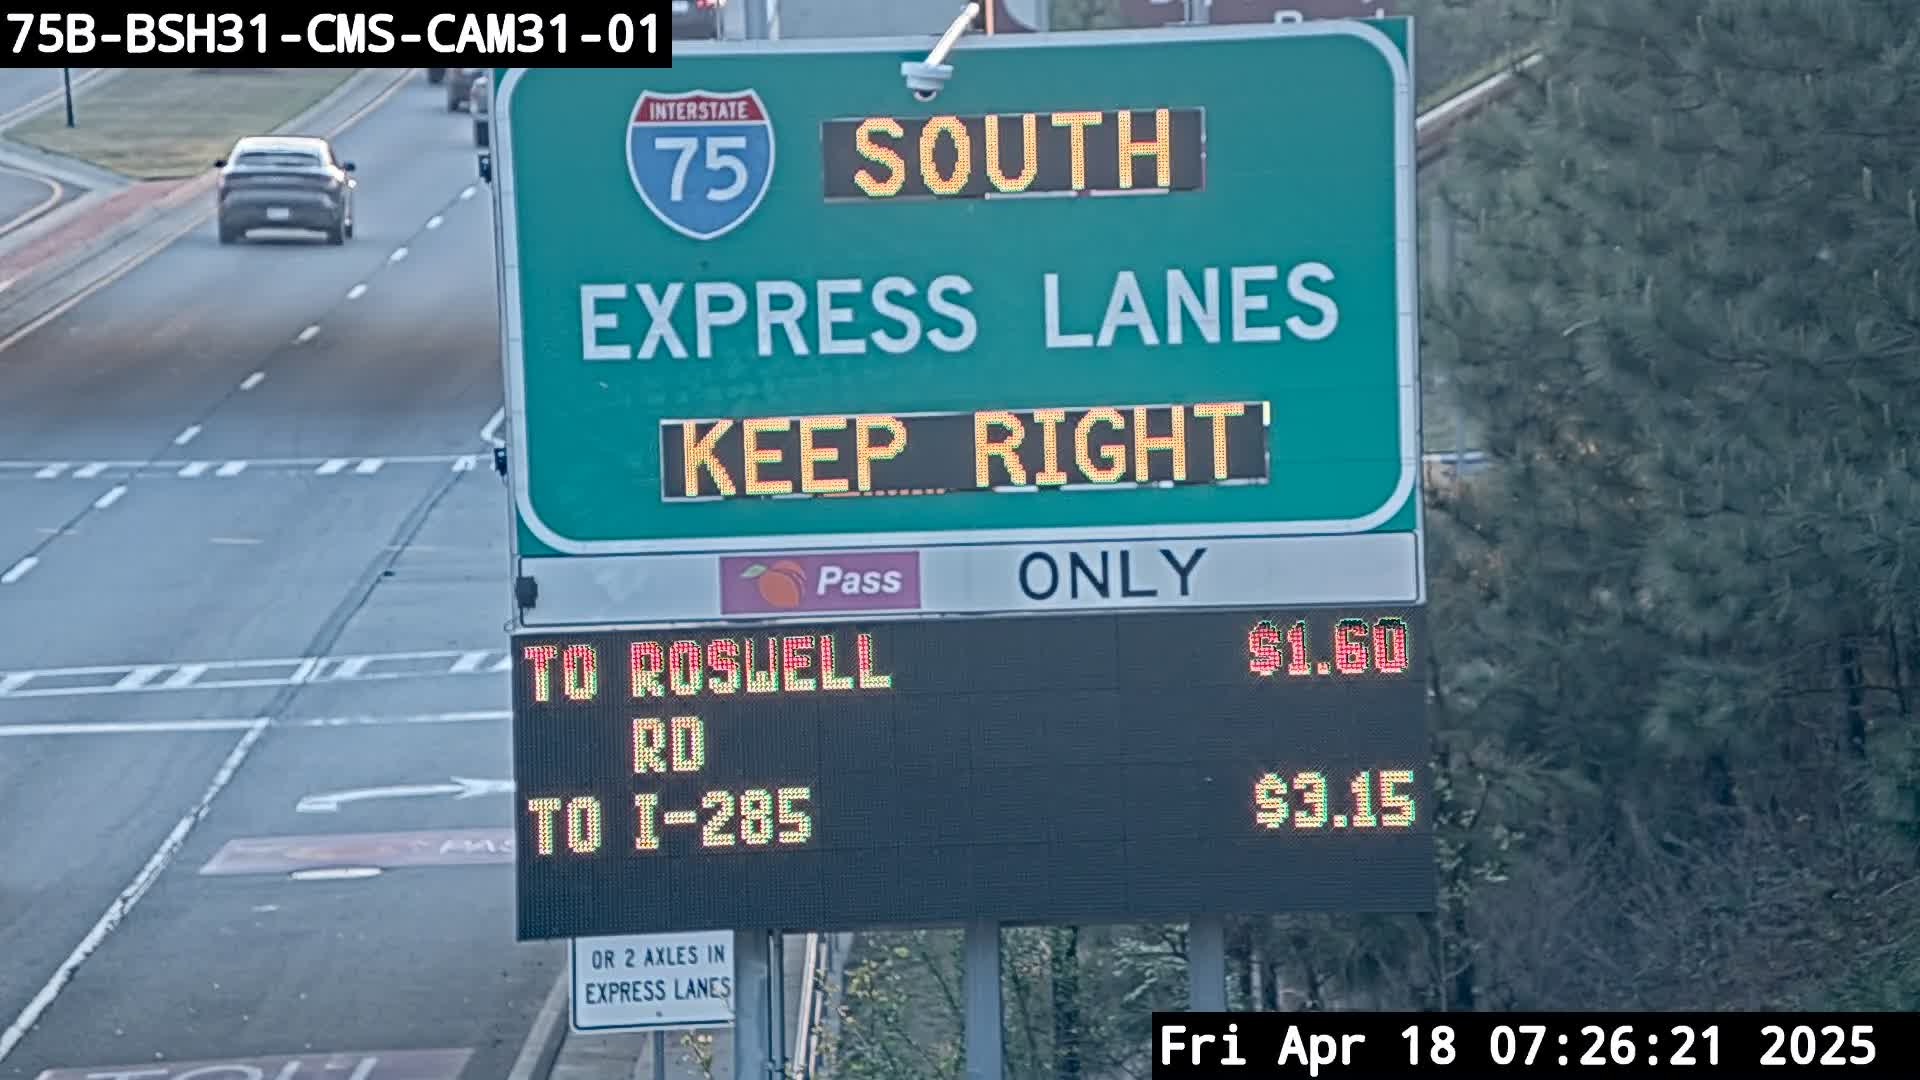 75B-BSH31-CMS-CAM31-01
INTERSTATE
75
SOUTH
EXPRESS LANES
KEEP RIGHT
Pass ONLY
TO ROSWELL $1.60
RD
TO I-285 $3.15
OR 2 AXLES IN
EXPRESS LANES
TOLL
Fri Apr 18 07:26:21 2025